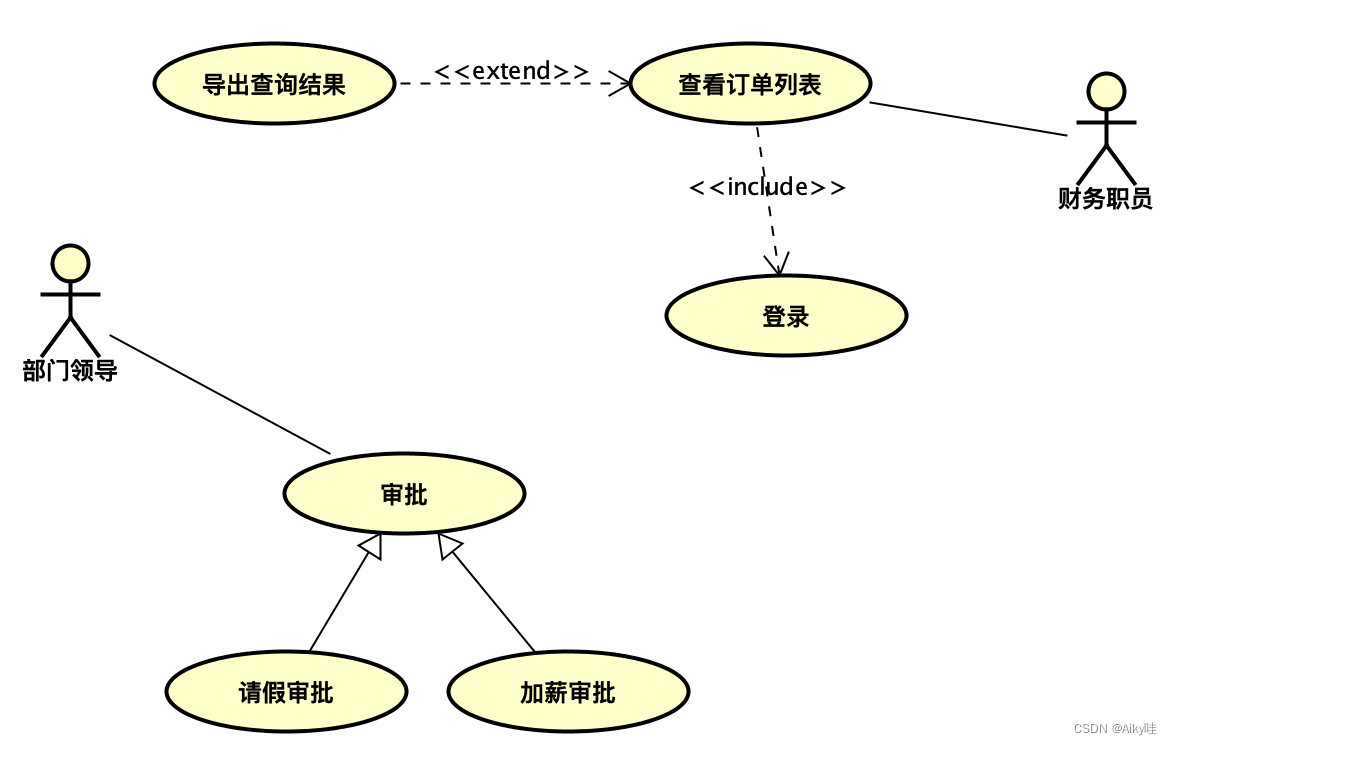 导出查询结果
<<extend>>
查看订单列表
<<include>>
财务职员
登录
部门领导
审批
请假审批
加薪审批
CSDN @Aiky哇